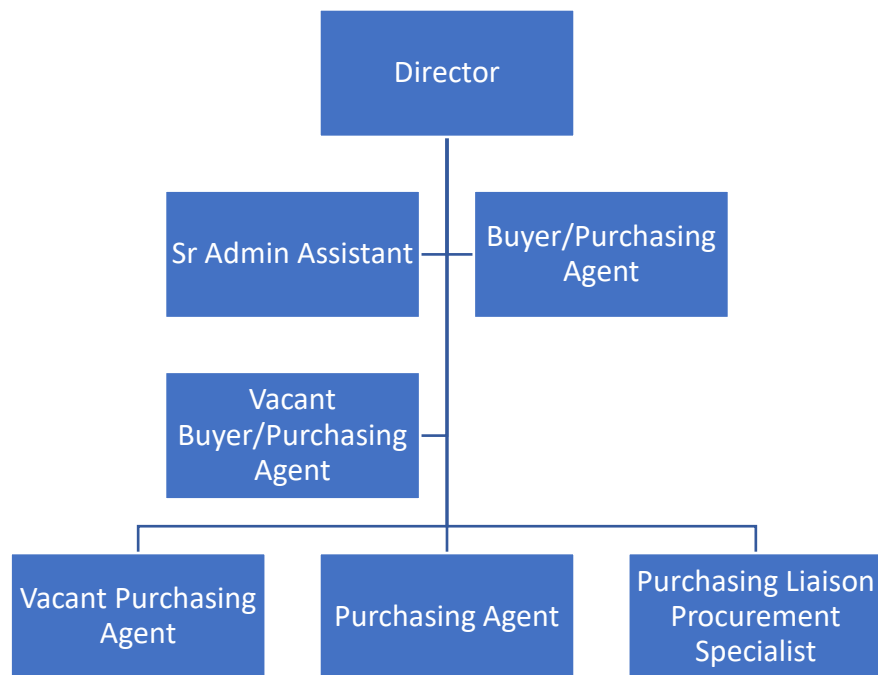 Director
Sr Admin Assistant
Buyer/Purchasing
Agent
Vacant
Buyer/Purchasing
Agent
Vacant Purchasing
Agent
Purchasing Agent
Purchasing Liaison
Procurement
Specialist